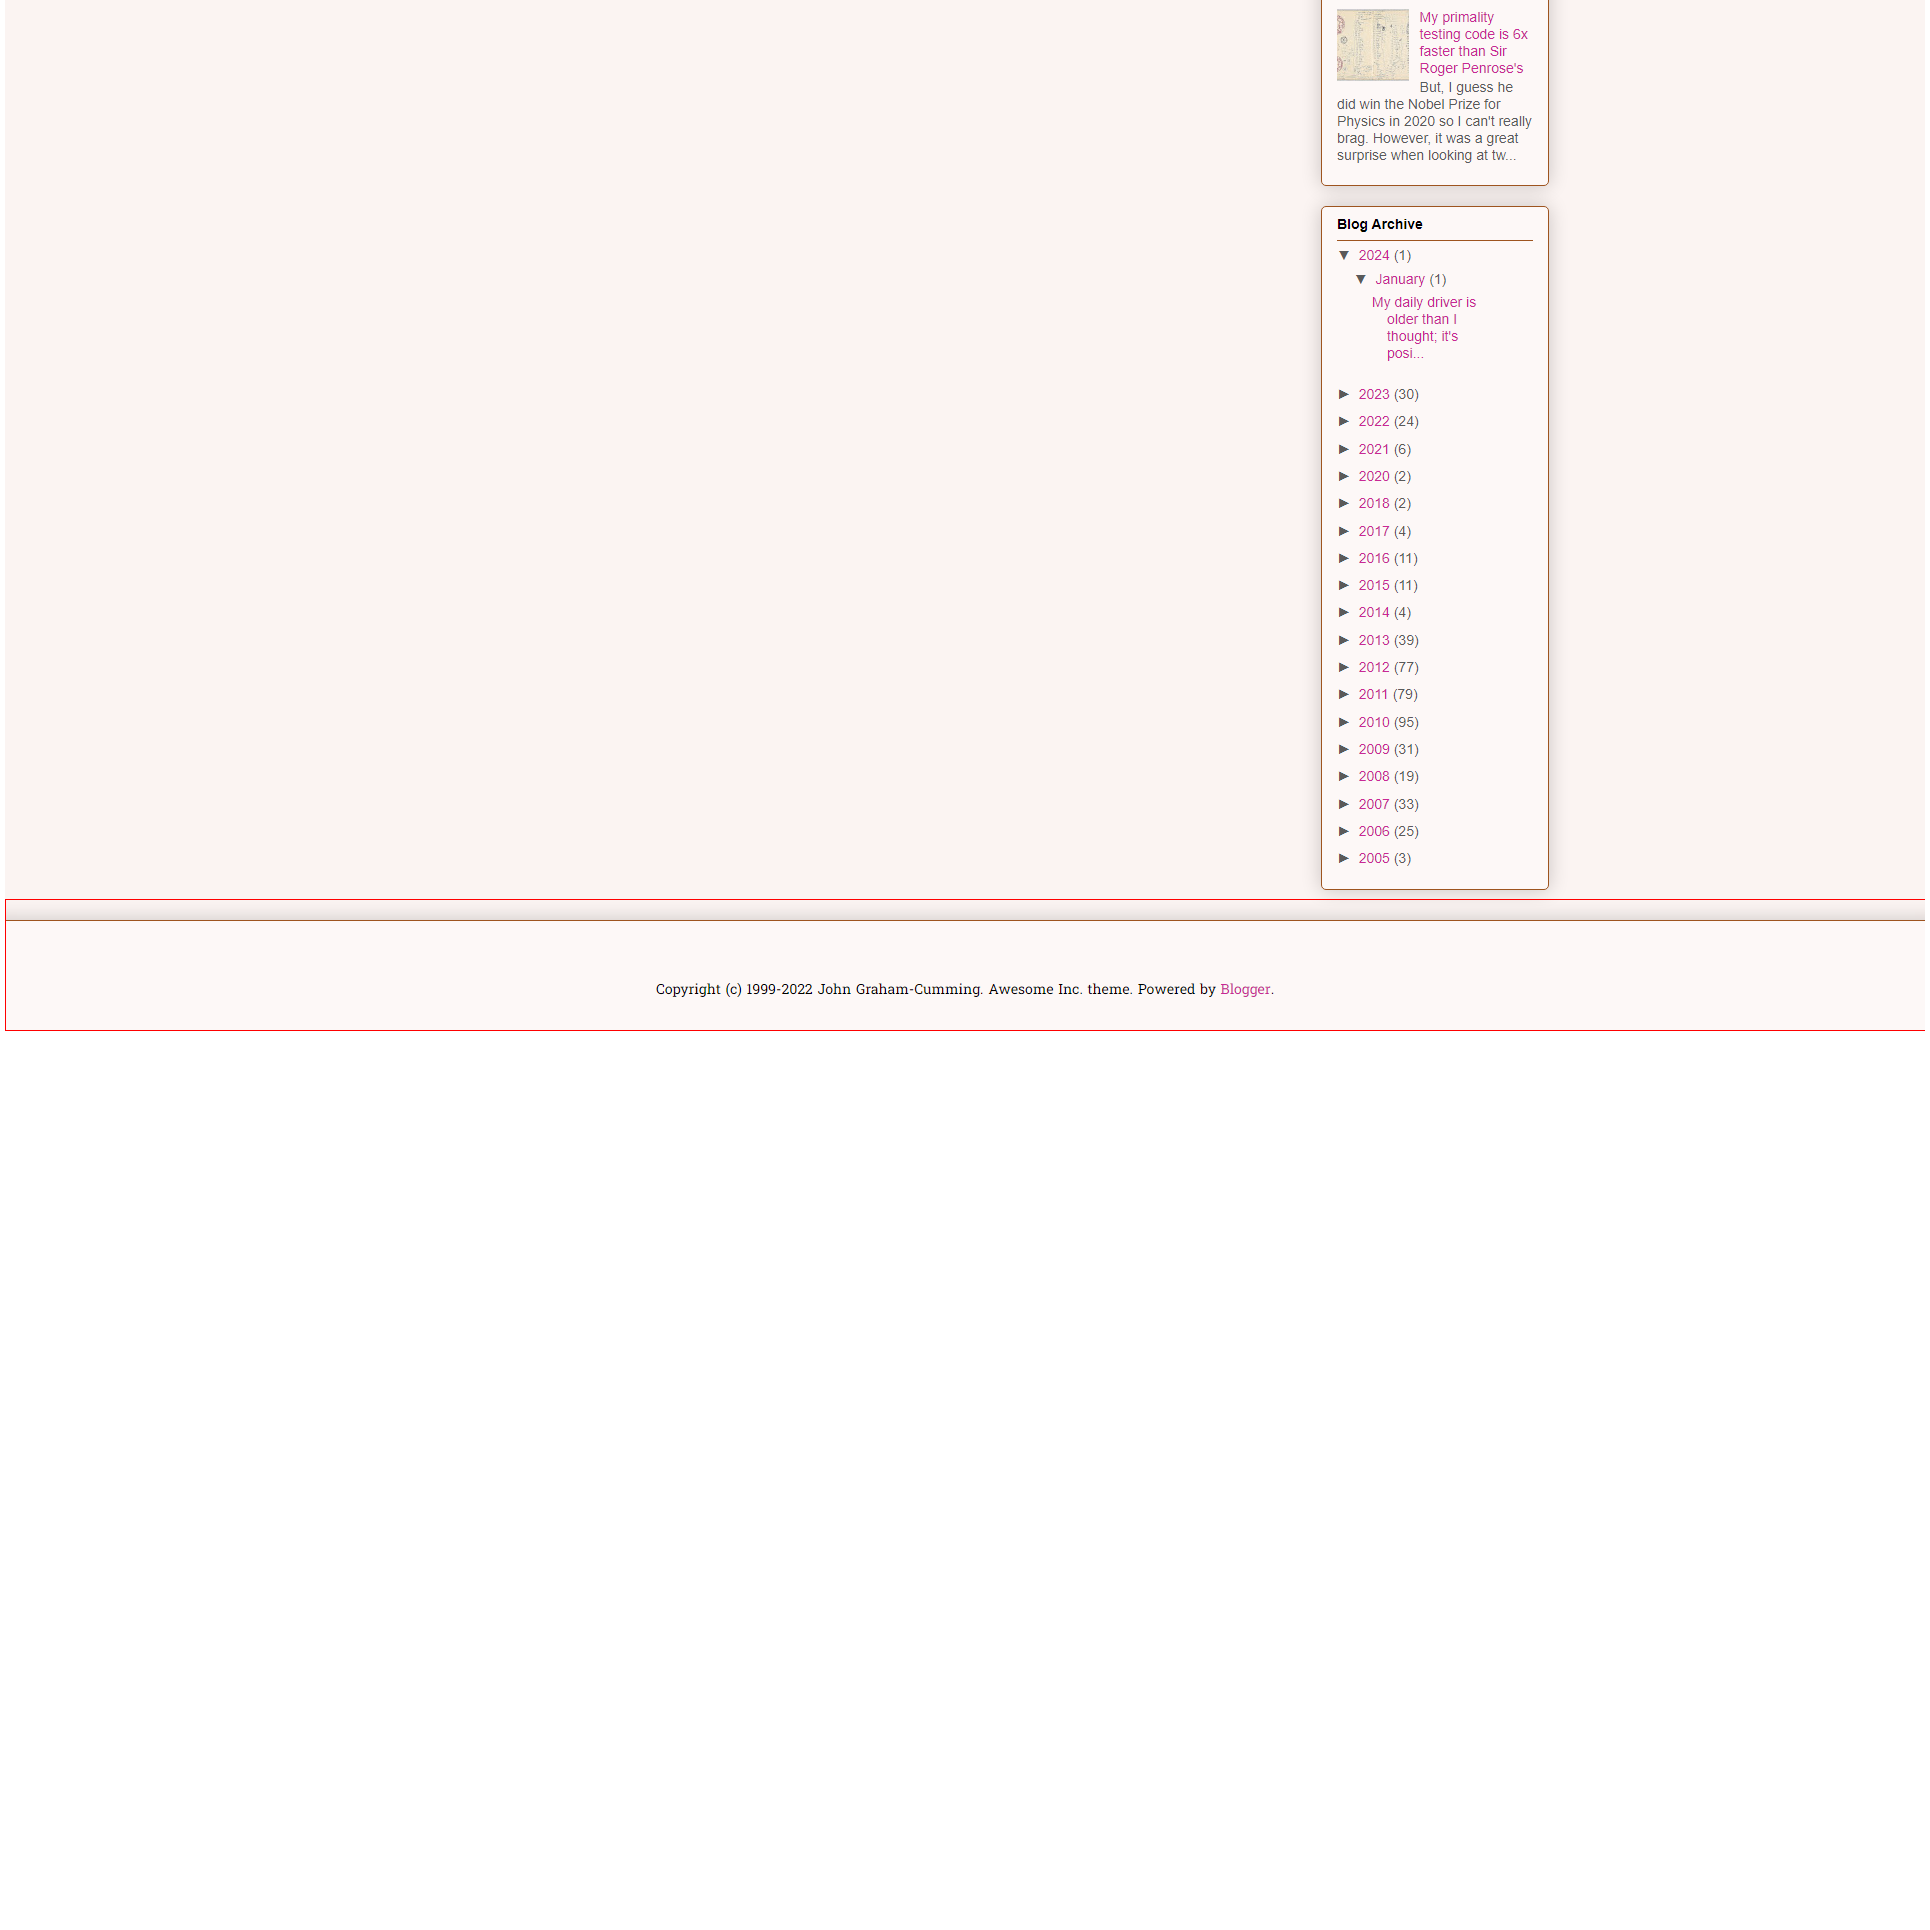 My primality
testing code is 6x
faster than Sir
Roger Penrose's
But, I guess he
did win the Nobel Prize for
Physics in 2020 so I can't really
brag. However, it was a great
surprise when looking at tw...
Blog Archive
▼ 2024 (1)
▼ January (1)
My daily driver is
older than I
thought; it's
posi...
► 2023 (30)
► 2022 (24)
► 2021 (6)
► 2020 (2)
► 2018 (2)
► 2017 (4)
► 2016 (11)
► 2015 (11)
► 2014 (4)
► 2013 (39)
► 2012 (77)
► 2011 (79)
► 2010 (95)
► 2009 (31)
► 2008 (19)
► 2007 (33)
► 2006 (25)
► 2005 (3)
Copyright (c) 1999-2022 John Graham-Cumming. Awesome Inc. theme. Powered by Blogger.